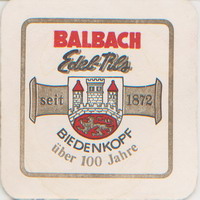 BALBACH
Edel-Pils
seit 1872
BIEDENKOPF
über 100 Jahre